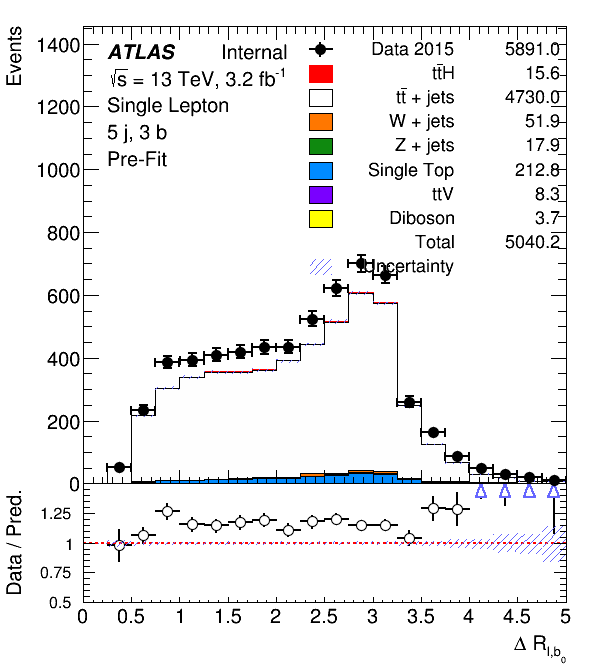 Events
1400
1200
1000
800
600
400
200
0
ATLAS Internal
√s = 13 TeV, 3.2 fb⁻¹
Single Lepton
5 j, 3 b
Pre-Fit
Data 2015 5891.0
tt̄H 15.6
tt̄ + jets 4730.0
W + jets 51.9
Z + jets 17.9
Single Top 212.8
ttV 8.3
Diboson 3.7
Total 5040.2
Uncertainty
Data / Pred.
1.25
1
0.75
0.5
0 0.5 1 1.5 2 2.5 3 3.5 4 4.5 5
Δ R_{l,b_0}